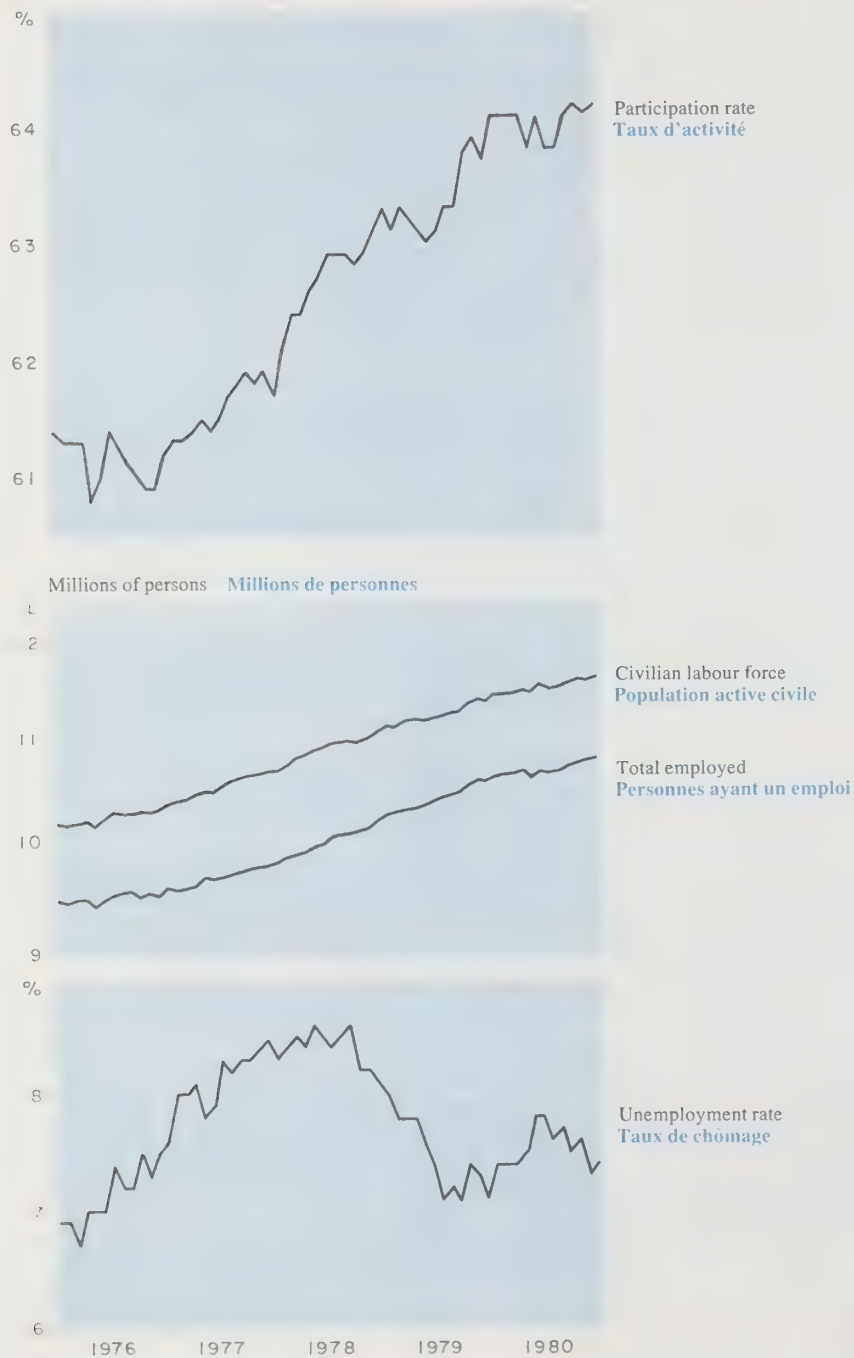 %
Participation rate
Taux d'activité
64
63
62
61
Millions of persons Millions de personnes
2
Civilian labour force
Population active civile
11
Total employed
Personnes ayant un emploi
10
9
%
8
Unemployment rate
Taux de chômage
7
6
1976 1977 1978 1979 1980